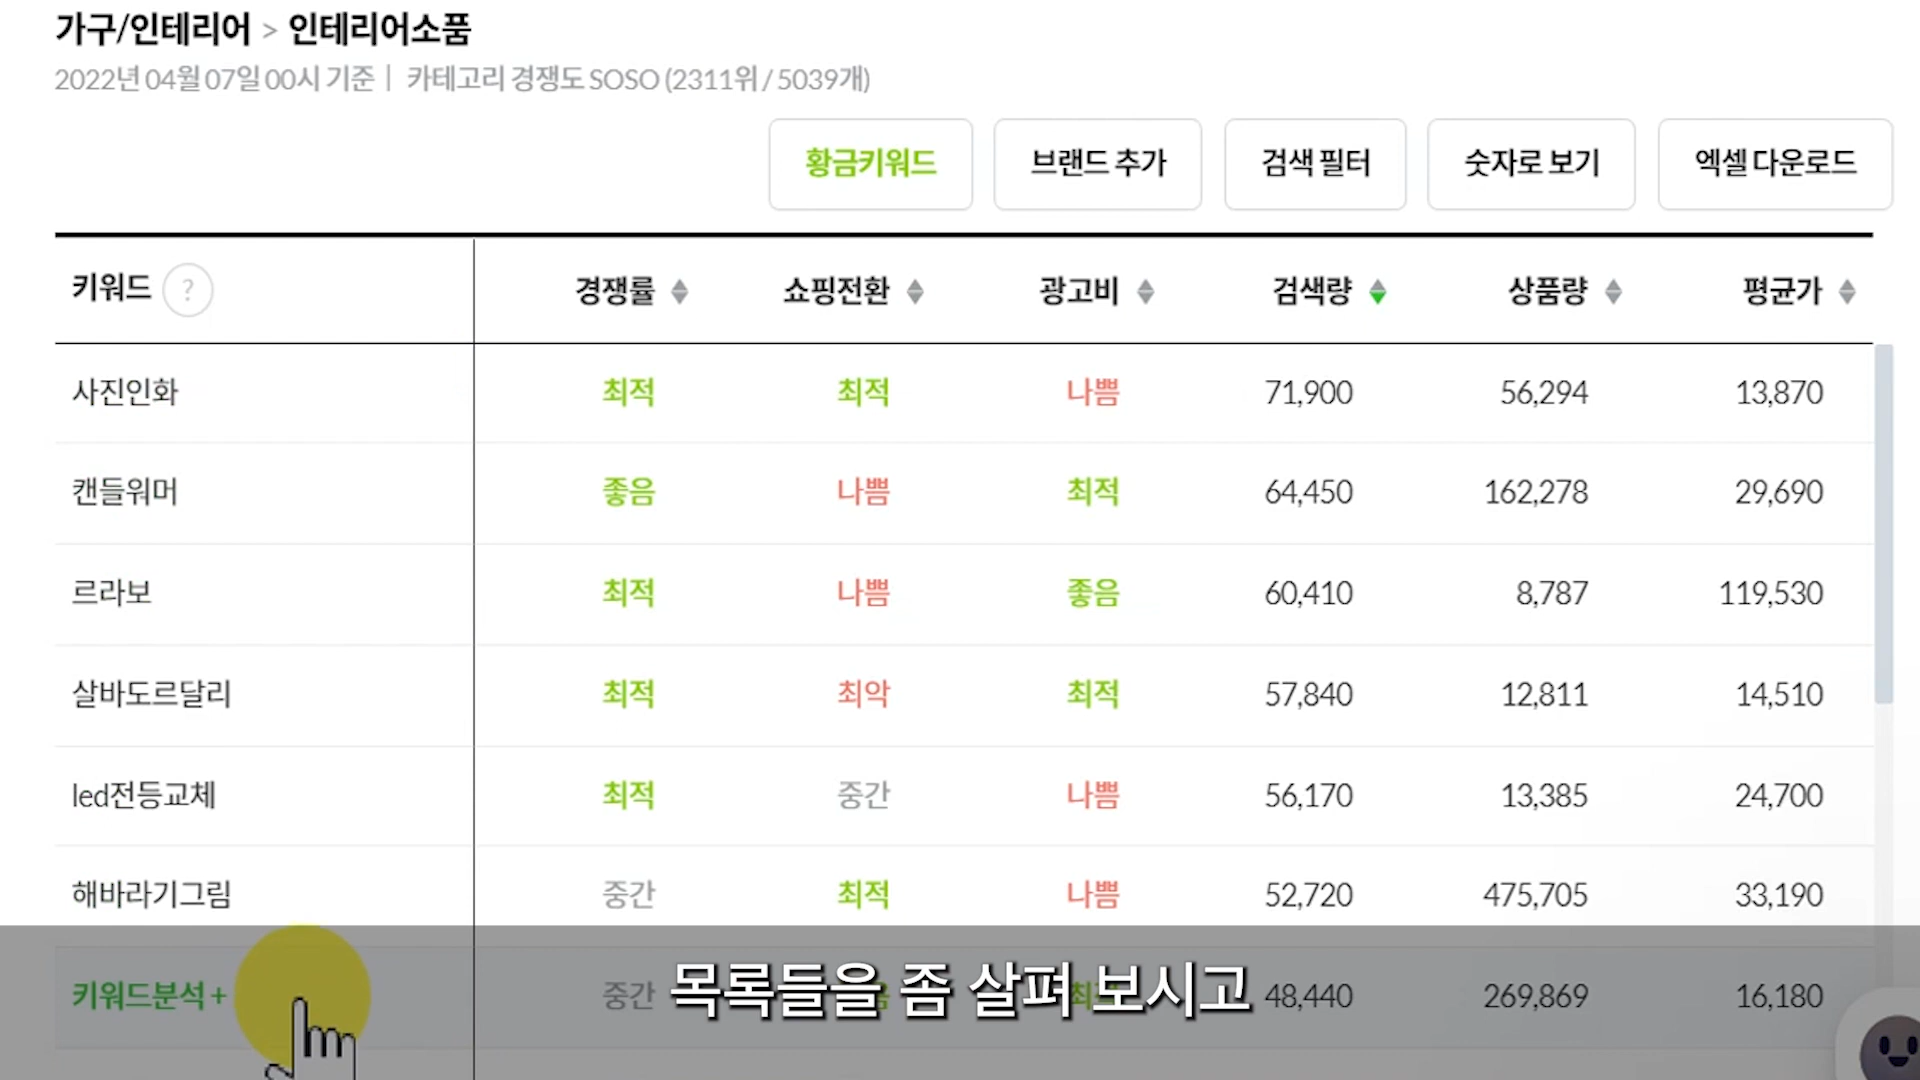 가구/인테리어 > 인테리어소품
2022년 04월 07일 00시 기준 | 카테고리 경쟁도 SOSO (2311위 / 5039개)
황금키워드 브랜드 추가 검색 필터 숫자로 보기 엑셀 다운로드
키워드 ? 경쟁률 쇼핑전환 광고비 검색량 상품량 평균가
사진인화 최적 최적 나쁨 71,900 56,294 13,870
캔들워머 좋음 나쁨 최적 64,450 162,278 29,690
르라보 최적 나쁨 좋음 60,410 8,787 119,530
살바도르달리 최적 최악 최적 57,840 12,811 14,510
led전등교체 최적 중간 나쁨 56,170 13,385 24,700
해바라기그림 중간 최적 나쁨 52,720 475,705 33,190
키워드분석 + 중간 48,440 269,869 16,180
목록들을 좀 살펴 보시고